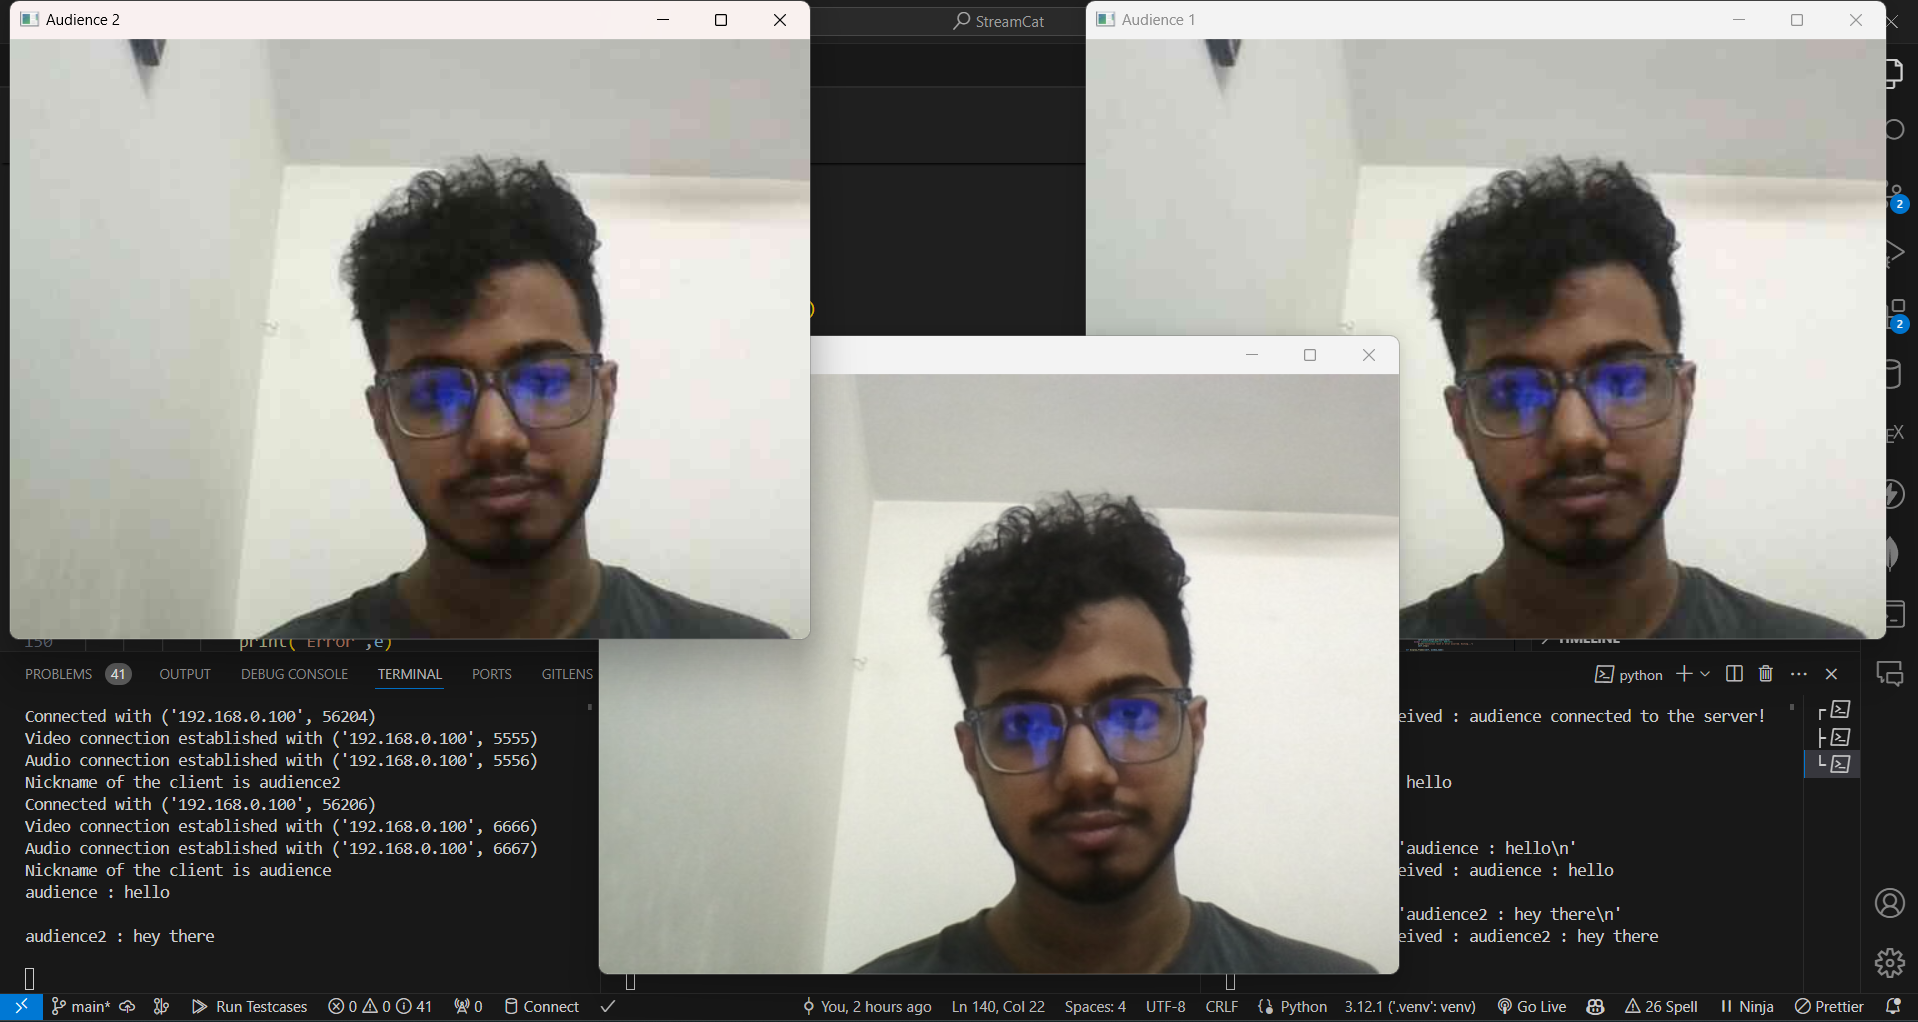 Audience 2
StreamCat
Audience 1
2
2
EX
)
150 print("Error",e)
TIMELINE
PROBLEMS 41 OUTPUT DEBUG CONSOLE TERMINAL PORTS GITLENS
python
Connected with ('192.168.0.100', 56204)
Video connection established with ('192.168.0.100', 5555)
Audio connection established with ('192.168.0.100', 5556)
Nickname of the client is audience2
Connected with ('192.168.0.100', 56206)
Video connection established with ('192.168.0.100', 6666)
Audio connection established with ('192.168.0.100', 6667)
Nickname of the client is audience
audience : hello
audience2 : hey there
eived : audience connected to the server!
hello
'audience : hello\n'
eived : audience : hello
'audience2 : hey there\n'
eived : audience2 : hey there
main* Run Testcases 0 0 41 0 Connect You, 2 hours ago Ln 140, Col 22 Spaces: 4 UTF-8 CRLF Python 3.12.1 ('.venv': venv) Go Live 26 Spell Ninja Prettier